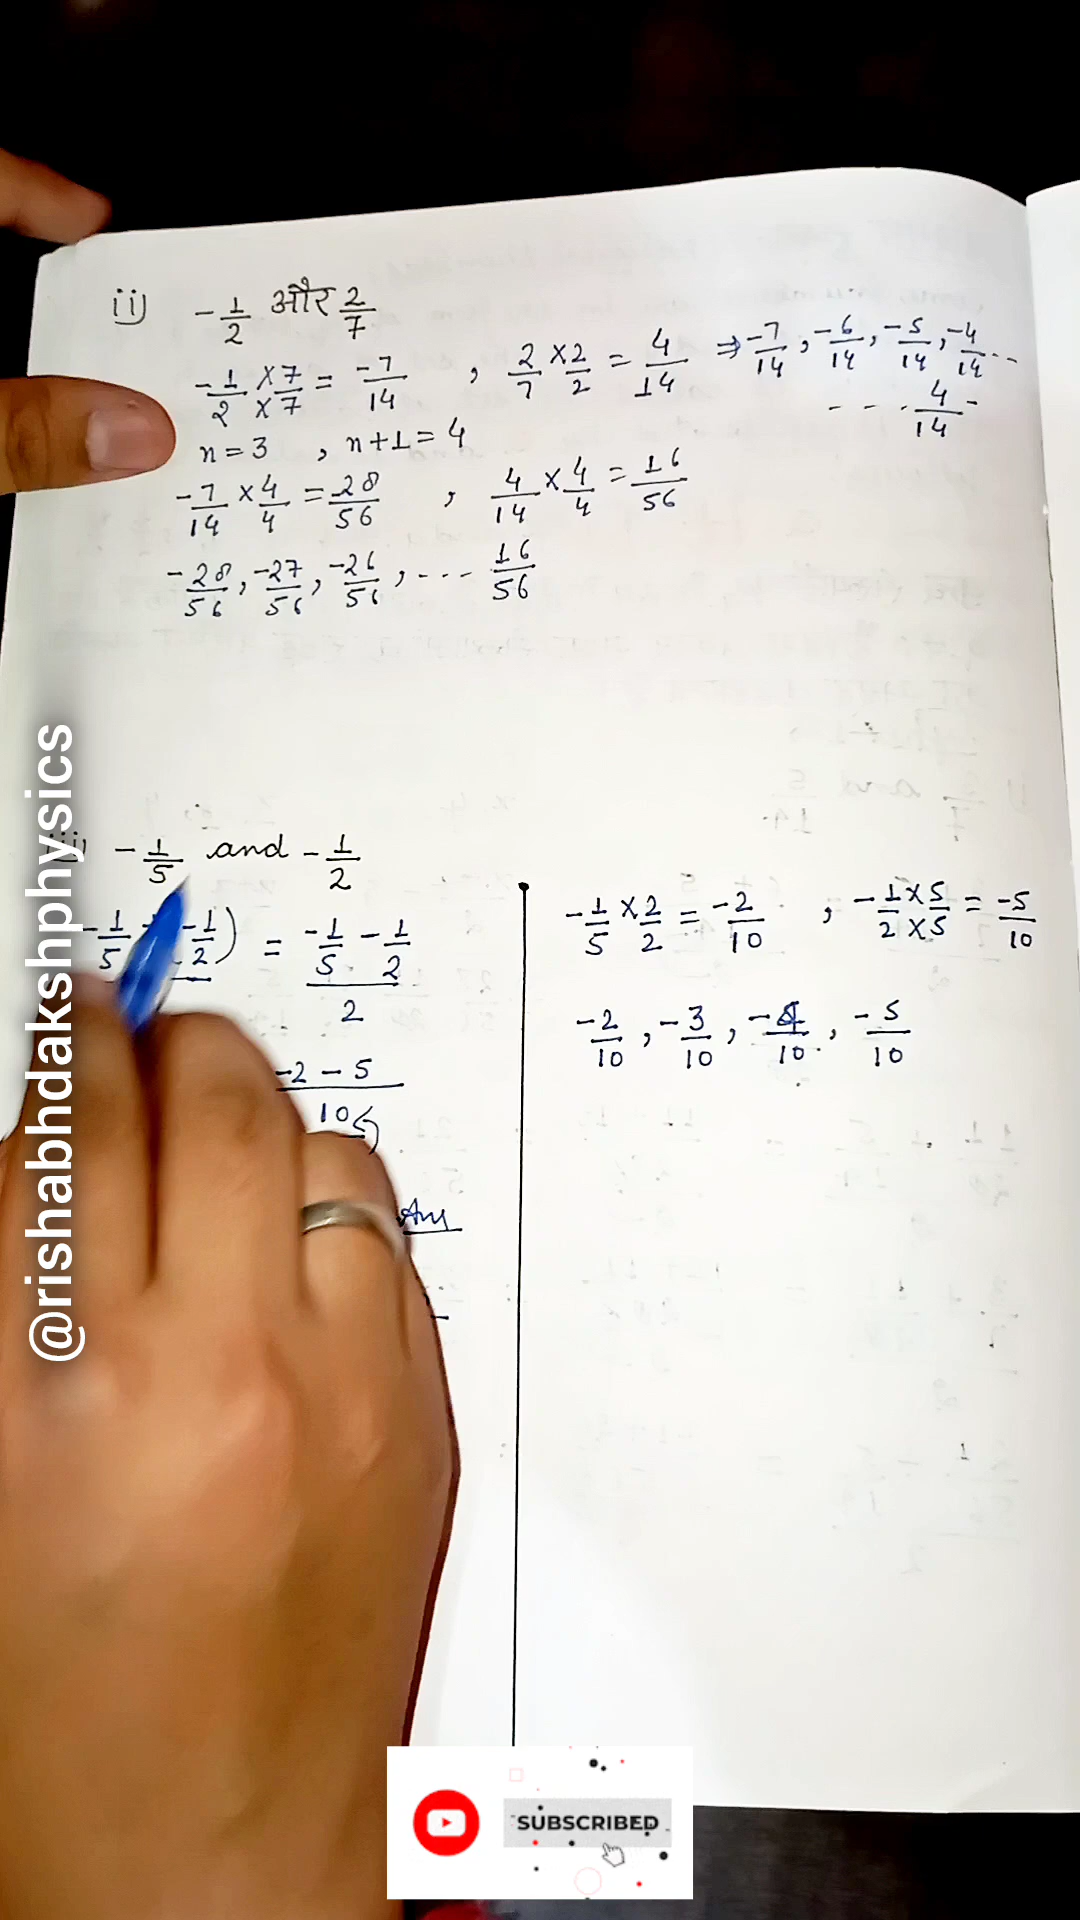 ii) -1/2 और 2/7
-1/2 ×7/×7 = -7/14 , 2/7 ×2/2 = 4/14 ⇒ -7/14, -6/14, -5/14, -4/14 ...
- - . 4/14 -
n = 3 , n+1 = 4
-7/14 × 4/4 = 28/56 , 4/14 × 4/4 = 16/56
-28/56, -27/56, -26/56, ... 16/56
-1/5 and -1/2
-1/5 -1/2) = (-1/5 - 1/2)/2
-2 - 5
10
Ans
-1/5 × 2/2 = -2/10 , -1/2 ×5/×5 = -5/10
-2/10, -3/10, -4/10, -5/10
@rishabhdakshphysics
SUBSCRIBED